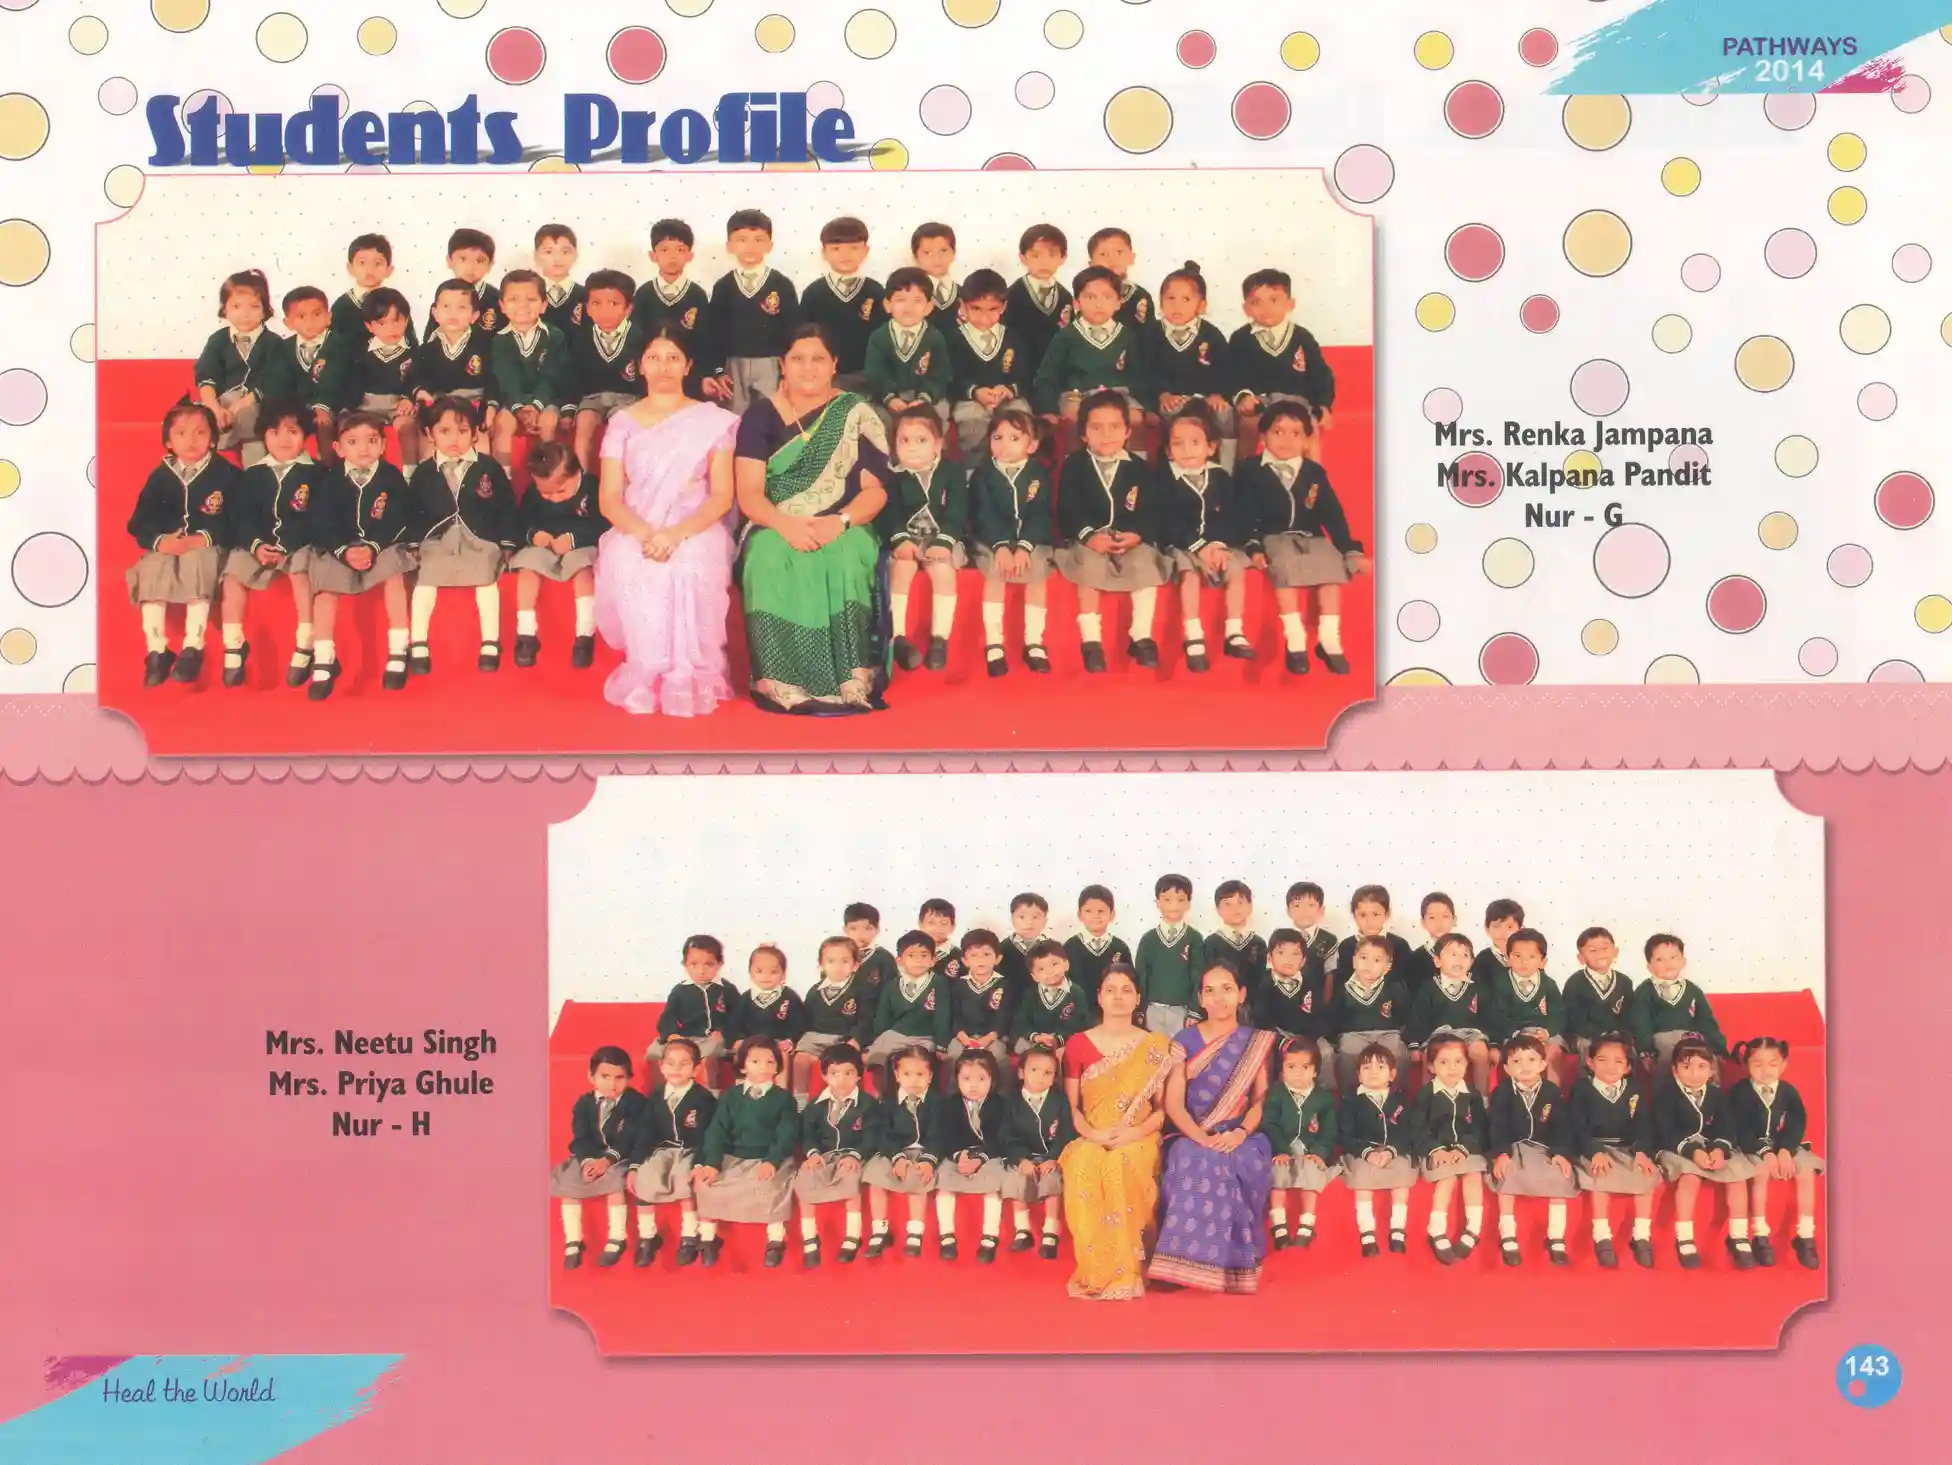 PATHWAYS
2014
Students Profile
Mrs. Renka Jampana
Mrs. Kalpana Pandit
Nur - G
Mrs. Neetu Singh
Mrs. Priya Ghule
Nur - H
Heal the World
143